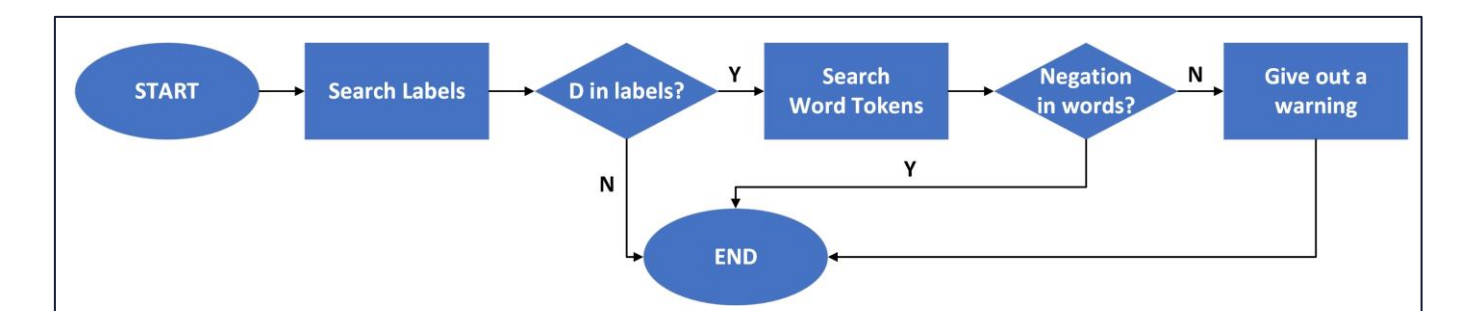 START
Search Labels
D in labels?
Y
Search
Word Tokens
Negation
in words?
N
Give out a
warning
N
Y
END